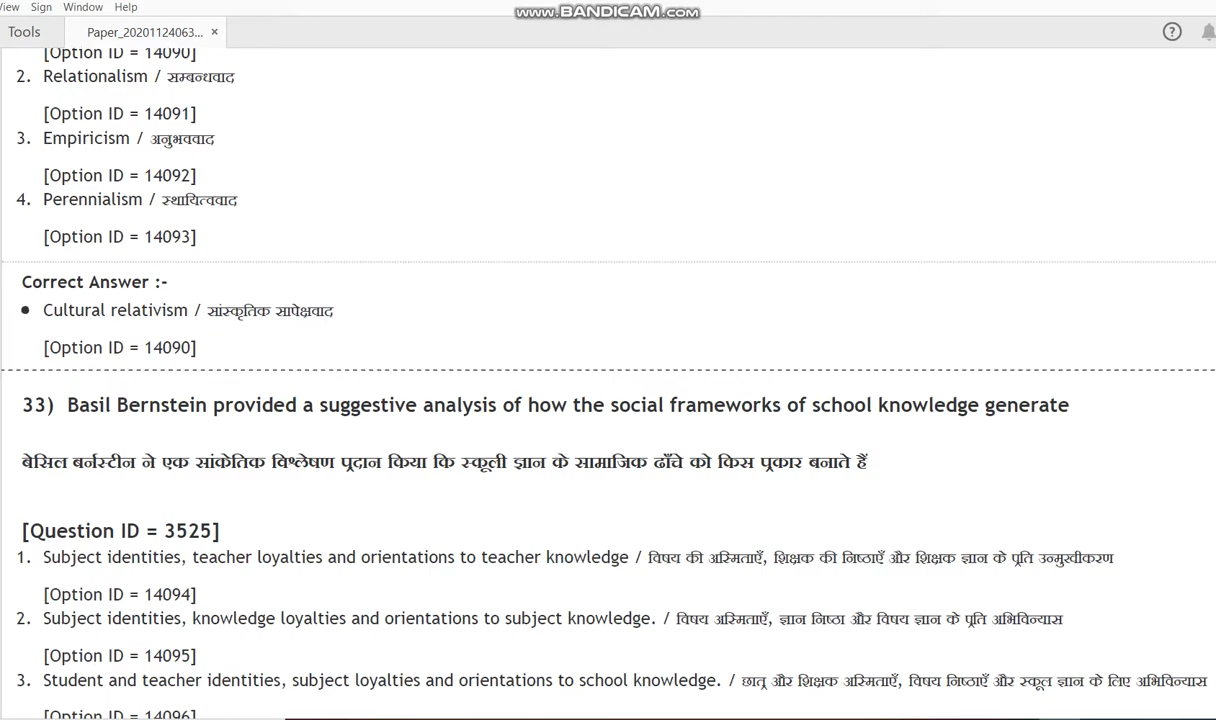 View Sign Window Help
www.BANDICAM.com
Tools Paper_20201124063... ×
[Option ID = 14090]
2. Relationalism / सम्बन्धवाद
[Option ID = 14091]
3. Empiricism / अनुभववाद
[Option ID = 14092]
4. Perennialism / स्थायित्ववाद
[Option ID = 14093]
Correct Answer :-
• Cultural relativism / सांस्कृतिक सापेक्षवाद
[Option ID = 14090]
33) Basil Bernstein provided a suggestive analysis of how the social frameworks of school knowledge generate
बेसिल बर्नस्टीन ने एक सांकेतिक विश्लेषण प्रदान किया कि स्कूली ज्ञान के सामाजिक ढाँचे को किस प्रकार बनाते हैं
[Question ID = 3525]
1. Subject identities, teacher loyalties and orientations to teacher knowledge / विषय की अस्मिताएँ, शिक्षक की निष्ठाएँ और शिक्षक ज्ञान के प्रति उन्मुखीकरण
[Option ID = 14094]
2. Subject identities, knowledge loyalties and orientations to subject knowledge. / विषय अस्मिताएँ, ज्ञान निष्ठा और विषय ज्ञान के प्रति अभिविन्यास
[Option ID = 14095]
3. Student and teacher identities, subject loyalties and orientations to school knowledge. / छात्र और शिक्षक अस्मिताएँ, विषय निष्ठाएँ और स्कूल ज्ञान के लिए अभिविन्यास
[Option ID = 14096]